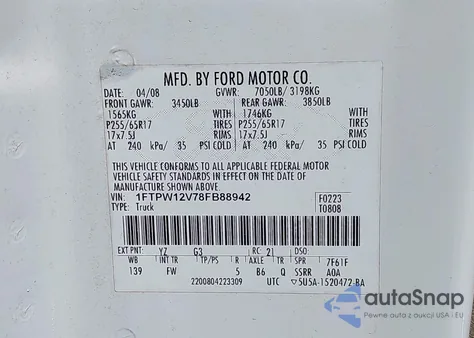 MFD. BY FORD MOTOR CO.
DATE: 04/08 GVWR: 7050LB/ 3198KG
FRONT GAWR: 3450LB REAR GAWR: 3850LB
1565KG WITH 1746KG WITH
P255/65R17 TIRES P255/65R17 TIRES
17x7.5J RIMS 17x7.5J RIMS
AT 240 kPa/ 35 PSI COLD AT 240 kPa/ 35 PSI COLD
THIS VEHICLE CONFORMS TO ALL APPLICABLE FEDERAL MOTOR
VEHICLE SAFETY STANDARDS IN EFFECT ON THE DATE OF
MANUFACTURE SHOWN ABOVE.
VIN: 1FTPW12V78FB88942 F0223
TYPE: Truck T0808
EXT PNT: YZ G3 RC: 21 DSO:
WB INT TR TP/PS R AXLE TR SPR 7F61F
139 FW 5 B6 Q SSRR A0A
2200804223309 UTC ▽5U5A-1520472-BA
autoSnap
PEWNE AUTO Z USA I EU